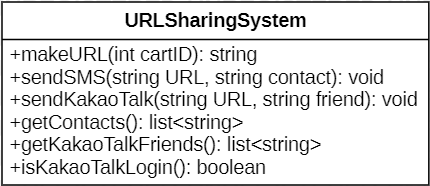 URLSharingSystem
+makeURL(int cartID): string
+sendSMS(string URL, string contact): void
+sendKakaoTalk(string URL, string friend): void
+getContacts(): list<string>
+getKakaoTalkFriends(): list<string>
+isKakaoTalkLogin(): boolean